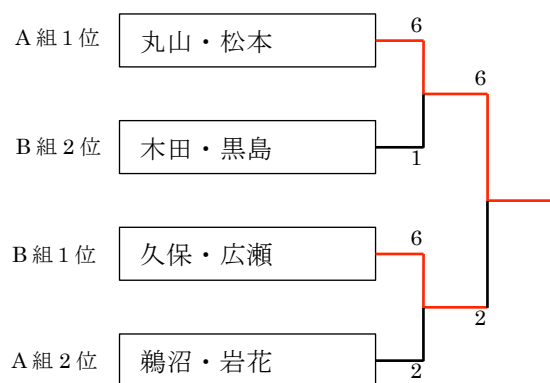 A組1位 丸山・松本 6
6
B組2位 木田・黒島 1
B組1位 久保・広瀬 6
2
A組2位 鵜沼・岩花 2